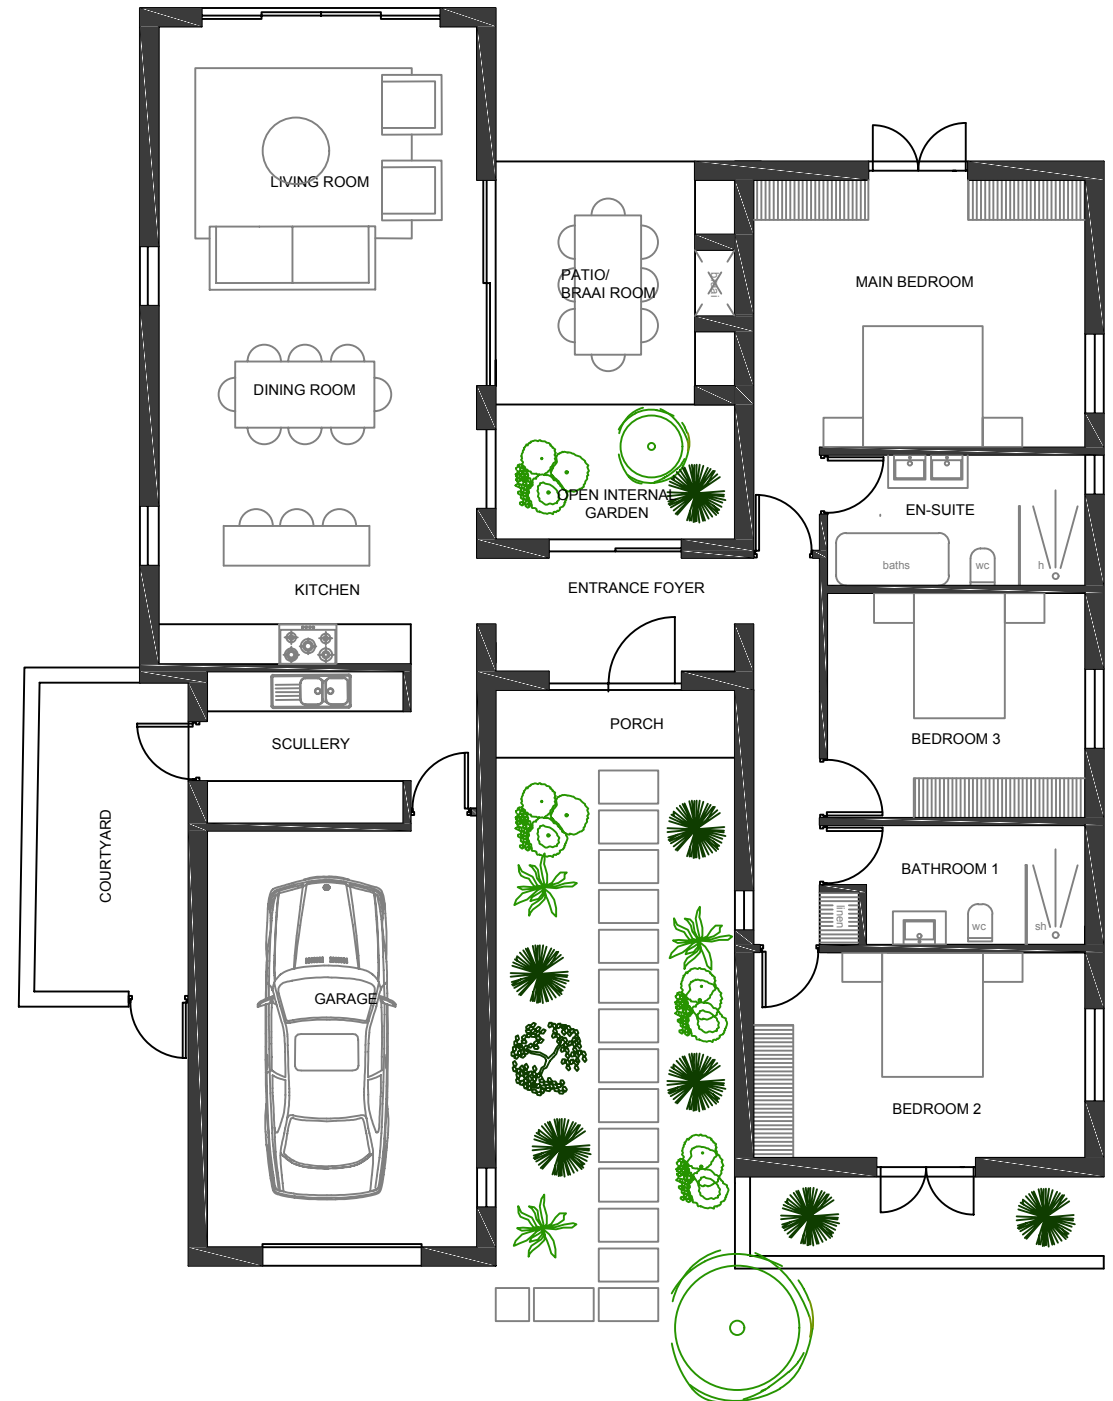 LIVING ROOM
PATIO/
BRAAI ROOM
braai
MAIN BEDROOM
DINING ROOM
OPEN INTERNAL
GARDEN
EN-SUITE
baths
wc
h
KITCHEN
ENTRANCE FOYER
PORCH
SCULLERY
BEDROOM 3
COURTYARD
BATHROOM 1
linen
wc
sh
GARAGE
BEDROOM 2